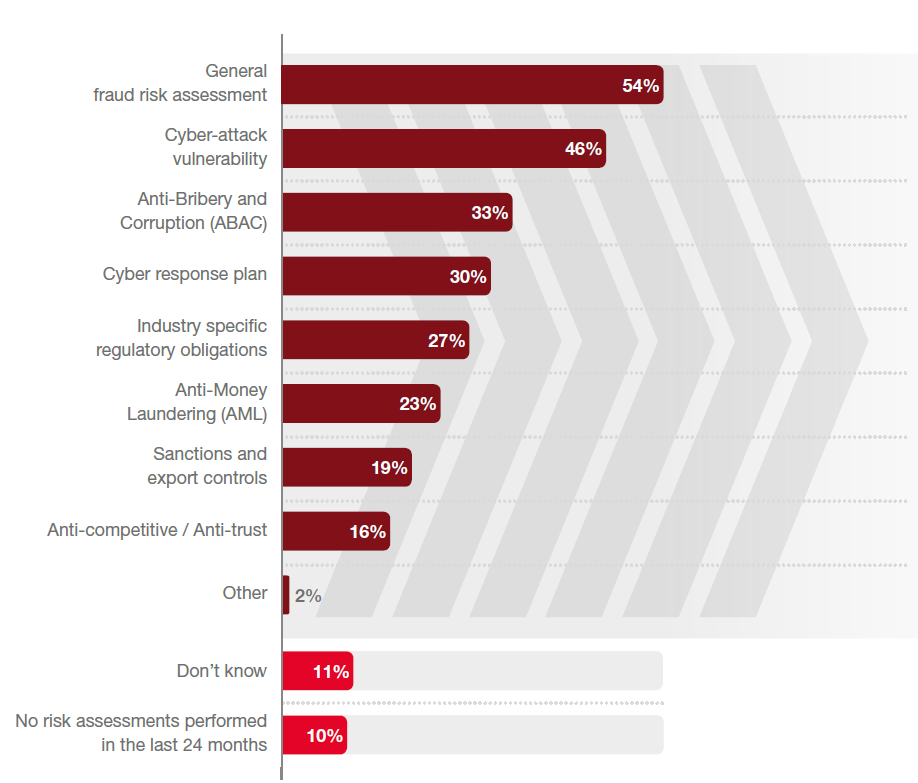 General
fraud risk assessment
54%
Cyber-attack
vulnerability
46%
Anti-Bribery and
Corruption (ABAC)
33%
Cyber response plan
30%
Industry specific
regulatory obligations
27%
Anti-Money
Laundering (AML)
23%
Sanctions and
export controls
19%
Anti-competitive / Anti-trust
16%
Other
2%
Don’t know
11%
No risk assessments performed
in the last 24 months
10%